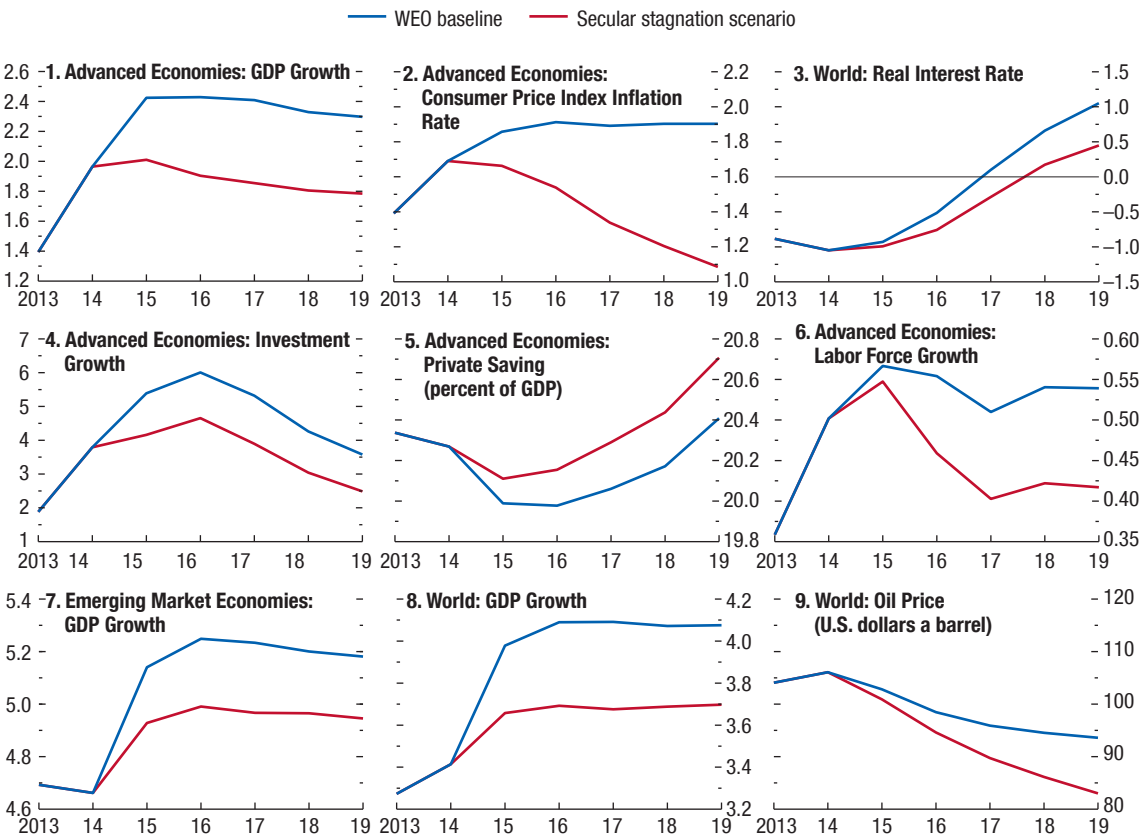 WEO baseline
Secular stagnation scenario
1. Advanced Economies: GDP Growth
2.6
2.4
2.2
2.0
1.8
1.6
1.4
1.2
2013 14 15 16 17 18 19
2. Advanced Economies:
Consumer Price Index Inflation
Rate
2.2
2.0
1.9
1.8
1.6
1.4
1.2
1.0
2013 14 15 16 17 18 19
3. World: Real Interest Rate
1.5
1.0
0.5
0.0
–0.5
–1.0
–1.5
2013 14 15 16 17 18 19
4. Advanced Economies: Investment
Growth
7
6
5
4
3
2
1
2013 14 15 16 17 18 19
5. Advanced Economies:
Private Saving
(percent of GDP)
20.8
20.6
20.4
20.2
20.0
19.8
2013 14 15 16 17 18 19
6. Advanced Economies:
Labor Force Growth
0.60
0.55
0.50
0.45
0.40
0.35
2013 14 15 16 17 18 19
7. Emerging Market Economies:
GDP Growth
5.4
5.2
5.0
4.8
4.6
2013 14 15 16 17 18 19
8. World: GDP Growth
4.2
4.0
3.8
3.6
3.4
3.2
2013 14 15 16 17 18 19
9. World: Oil Price
(U.S. dollars a barrel)
120
110
100
90
80
2013 14 15 16 17 18 19